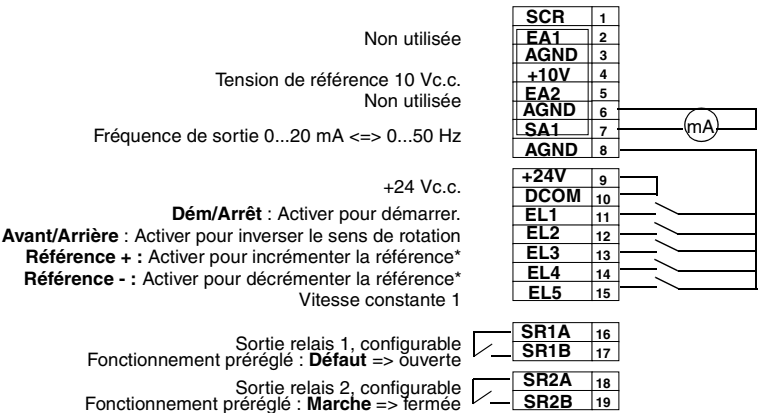 SCR 1
Non utilisée EA1 2
AGND 3
Tension de référence 10 Vc.c. +10V 4
Non utilisée EA2 5
AGND 6
mA
Fréquence de sortie 0...20 mA <=> 0...50 Hz SA1 7
AGND 8
+24 Vc.c. +24V 9
DCOM 10
Dém/Arrêt : Activer pour démarrer. EL1 11
Avant/Arrière : Activer pour inverser le sens de rotation EL2 12
Référence + : Activer pour incrémenter la référence* EL3 13
Référence - : Activer pour décrémenter la référence* EL4 14
Vitesse constante 1 EL5 15
Sortie relais 1, configurable SR1A 16
Fonctionnement préréglé : Défaut => ouverte SR1B 17
Sortie relais 2, configurable SR2A 18
Fonctionnement préréglé : Marche => fermée SR2B 19